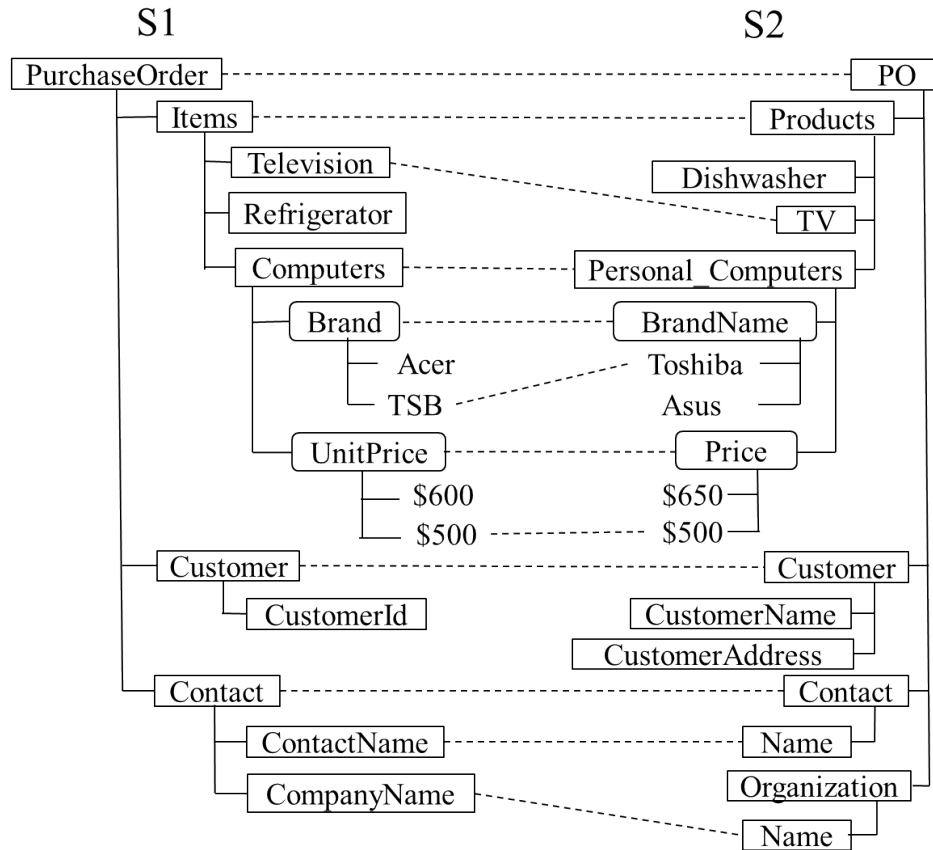 S1 S2
PurchaseOrder PO
Items Products
Television Dishwasher
Refrigerator TV
Computers Personal_Computers
Brand BrandName
Acer Toshiba
TSB Asus
UnitPrice Price
$600 $650
$500 $500
Customer Customer
CustomerId CustomerName
CustomerAddress
Contact Contact
ContactName Name
CompanyName Organization
Name